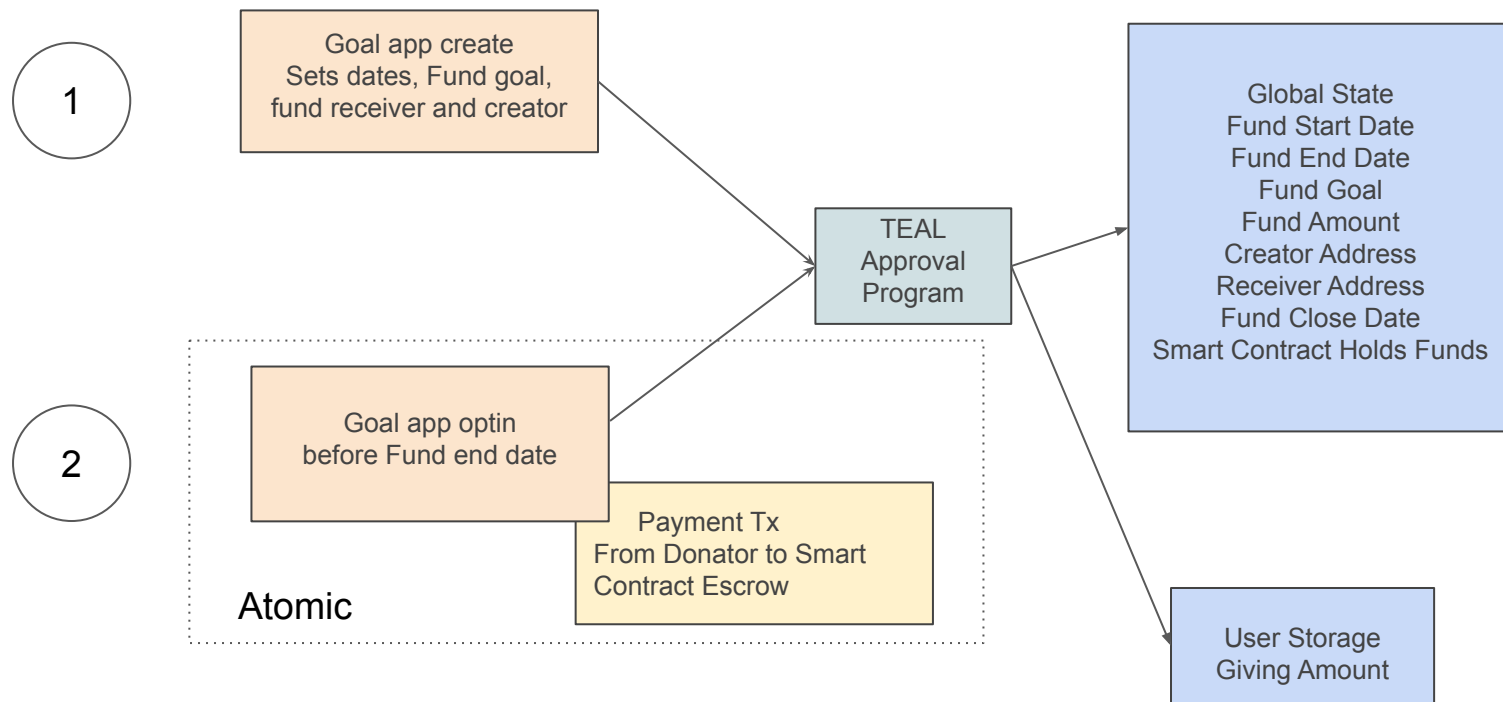 1
Goal app create
Sets dates, Fund goal,
fund receiver and creator
Global State
Fund Start Date
Fund End Date
Fund Goal
Fund Amount
Creator Address
Receiver Address
Fund Close Date
Smart Contract Holds Funds
TEAL
Approval
Program
2
Goal app optin
before Fund end date
Payment Tx
From Donator to Smart
Contract Escrow
Atomic
User Storage
Giving Amount